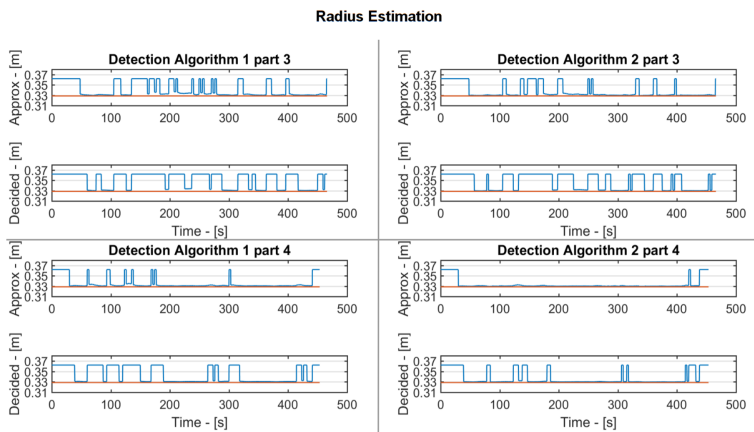 Radius Estimation
Detection Algorithm 1 part 3
Approx - [m]
0.37
0.35
0.33
0.31
0 100 200 300 400 500
Decided - [m]
0.37
0.35
0.33
0.31
0 100 200 300 400 500
Time - [s]
Detection Algorithm 2 part 3
Approx - [m]
0.37
0.35
0.33
0.31
0 100 200 300 400 500
Decided - [m]
0.37
0.35
0.33
0.31
0 100 200 300 400 500
Time - [s]
Detection Algorithm 1 part 4
Approx - [m]
0.37
0.35
0.33
0.31
0 100 200 300 400 500
Decided - [m]
0.37
0.35
0.33
0.31
0 100 200 300 400 500
Time - [s]
Detection Algorithm 2 part 4
Approx - [m]
0.37
0.35
0.33
0.31
0 100 200 300 400 500
Decided - [m]
0.37
0.35
0.33
0.31
0 100 200 300 400 500
Time - [s]